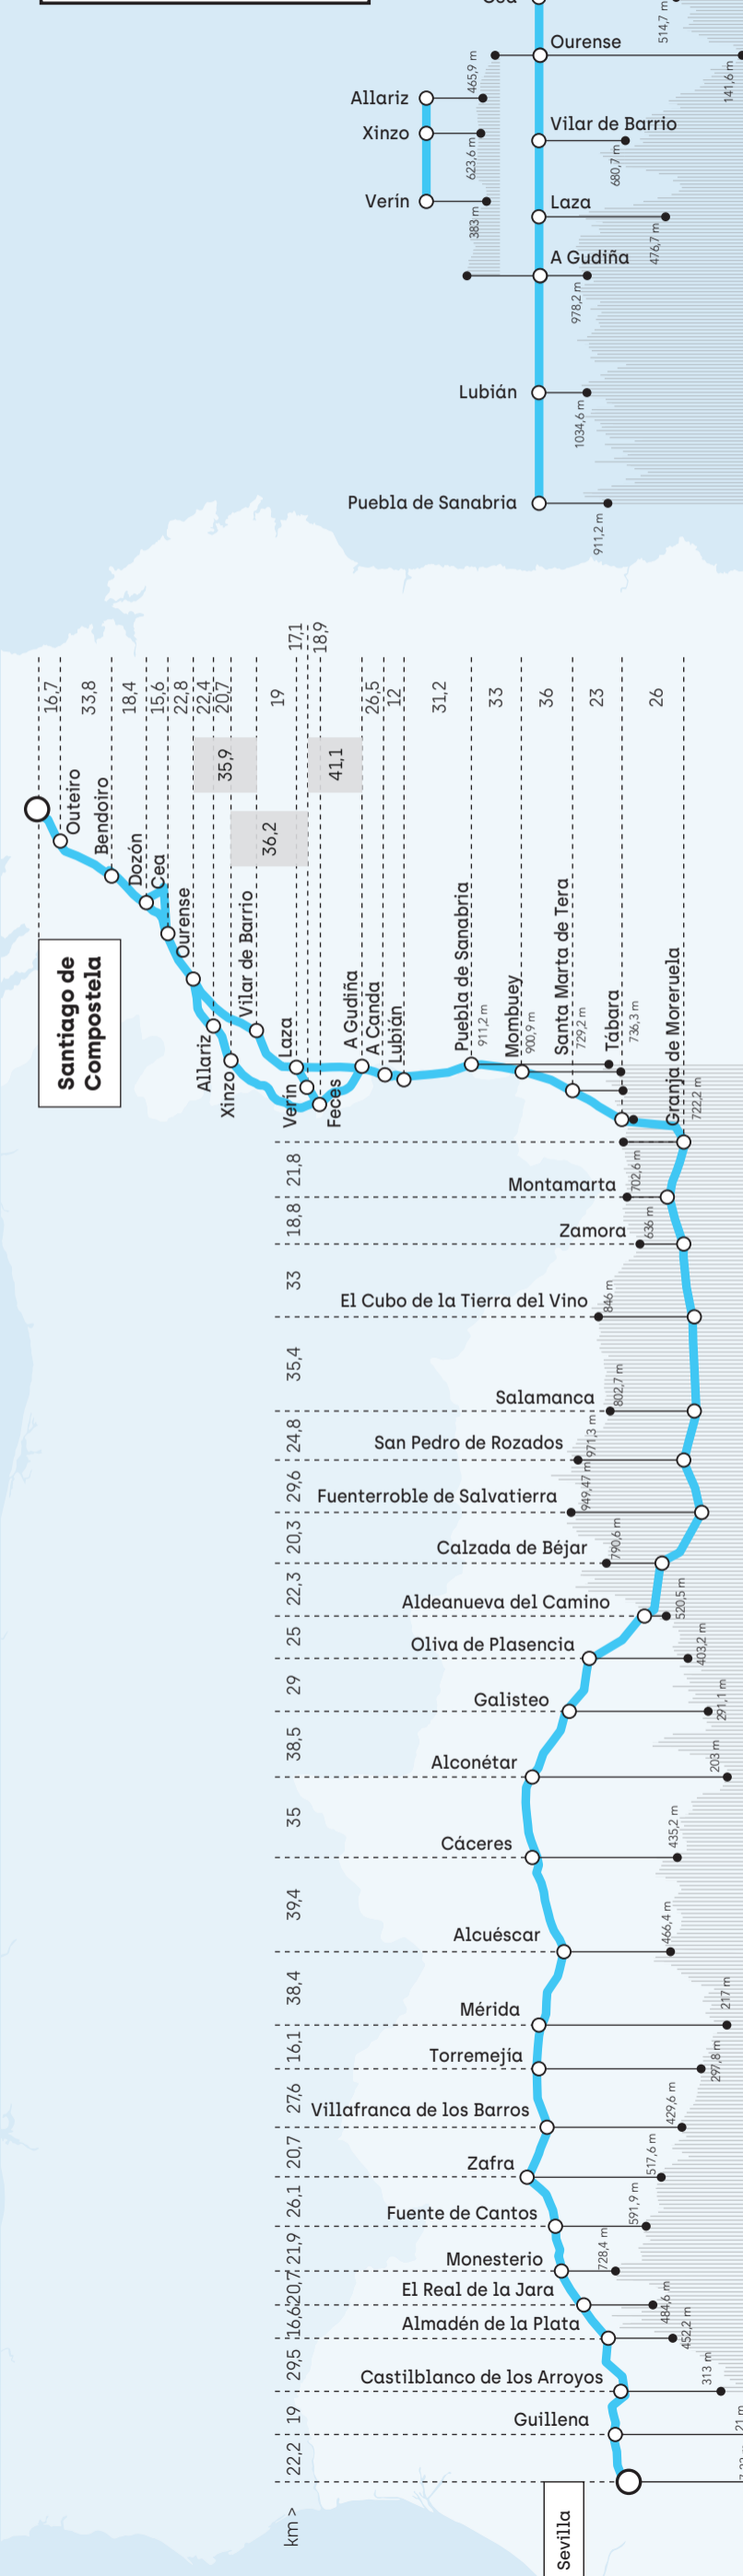 514,7 m
Ourense
465,9 m
141,6 m
Allariz
Xinzo
623,6 m
Vilar de Barrio
680,7 m
Verín
383 m
Laza
476,7 m
A Gudiña
978,2 m
Lubián
1034,6 m
Puebla de Sanabria
911,2 m
16,7
33,8
18,4
15,6
22,8
22,4
20,7
19
17,1
18,9
26,5
12
31,2
33
36
23
26
35,9
41,1
36,2
Outeiro
Bendoiro
Dozón
Cea
Ourense
Vilar de Barrio
Allariz
Xinzo
Laza
Verín
Feces
A Gudiña
A Canda
Lubián
Puebla de Sanabria
911,2 m
Mombuey
900,9 m
Santa Marta de Tera
729,2 m
Tábara
736,3 m
Granja de Moreruela
722,2 m
Santiago de
Compostela
21,8
Montamarta
702,6 m
18,8
Zamora
636 m
33
El Cubo de la Tierra del Vino
846 m
35,4
Salamanca
802,7 m
24,8
San Pedro de Rozados
971,3 m
29,6
Fuenterroble de Salvatierra
949,47 m
20,3
Calzada de Béjar
790,6 m
22,3
Aldeanueva del Camino
520,5 m
25
Oliva de Plasencia
403,2 m
29
Galisteo
291,1 m
38,5
Alconétar
203 m
35
Cáceres
435,2 m
39,4
Alcuéscar
466,4 m
38,4
Mérida
217 m
16,1
Torremejía
297,8 m
27,6
Villafranca de los Barros
429,6 m
20,7
Zafra
517,6 m
26,1
Fuente de Cantos
591,9 m
21,9
Monesterio
728,4 m
20,7
El Real de la Jara
484,6 m
16,6
Almadén de la Plata
452,2 m
29,5
Castilblanco de los Arroyos
313 m
19
Guillena
21 m
22,2
Sevilla
km >